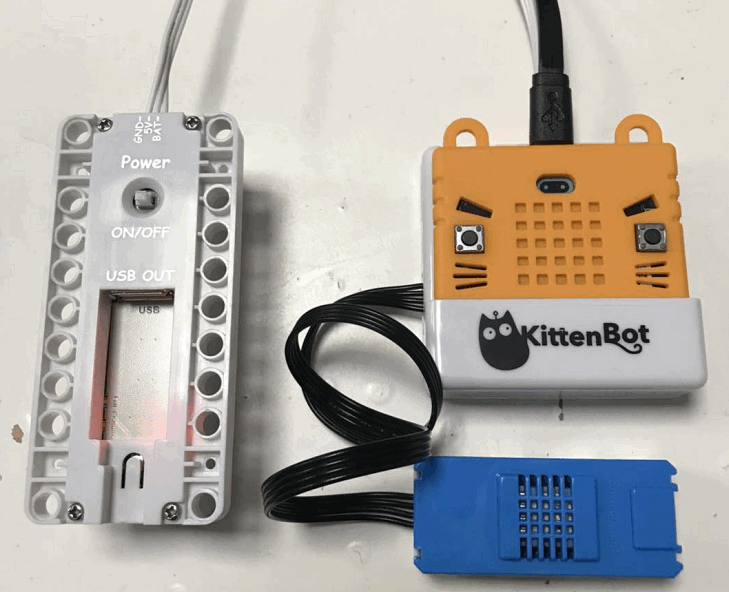 GND-
5V-
BAT-
Power
ON/OFF
USB OUT
USB
KittenBot